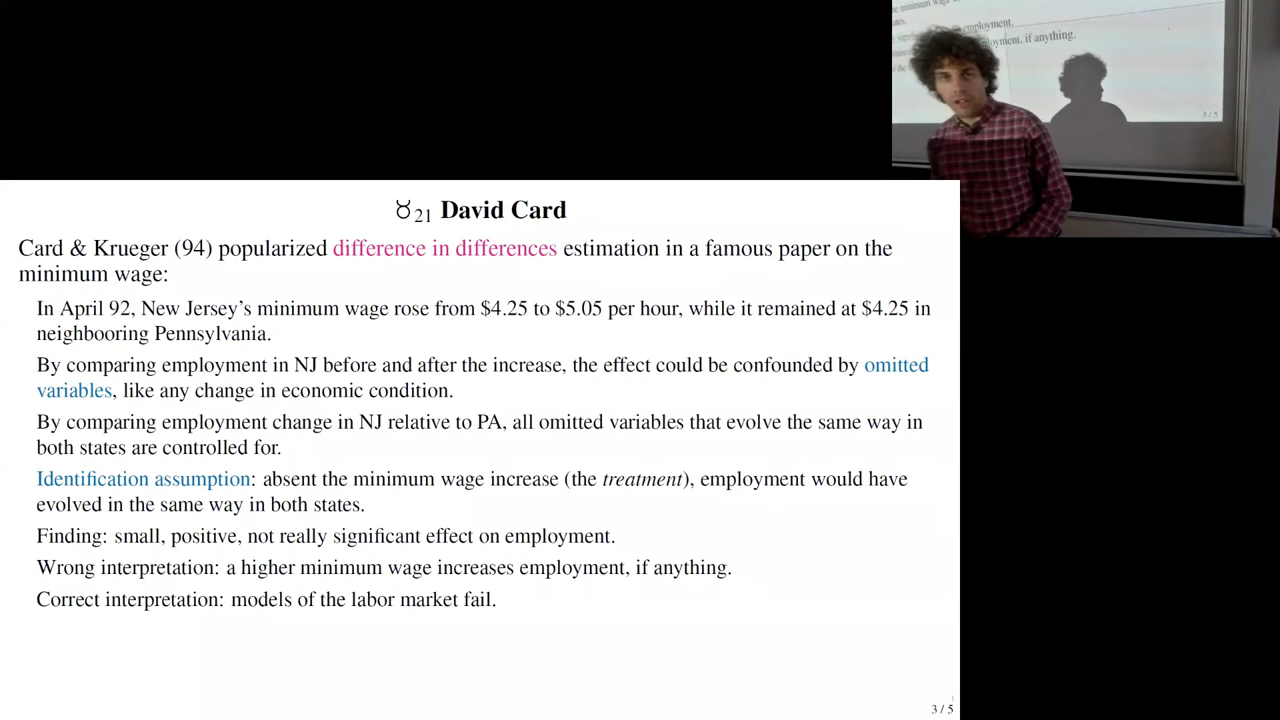 minimum wage
employment.
employment, if anything.
of the
3 / 5
♉21 David Card
Card & Krueger (94) popularized difference in differences estimation in a famous paper on the
minimum wage:
In April 92, New Jersey's minimum wage rose from $4.25 to $5.05 per hour, while it remained at $4.25 in
neighbooring Pennsylvania.
By comparing employment in NJ before and after the increase, the effect could be confounded by omitted
variables, like any change in economic condition.
By comparing employment change in NJ relative to PA, all omitted variables that evolve the same way in
both states are controlled for.
Identification assumption: absent the minimum wage increase (the treatment), employment would have
evolved in the same way in both states.
Finding: small, positive, not really significant effect on employment.
Wrong interpretation: a higher minimum wage increases employment, if anything.
Correct interpretation: models of the labor market fail.
3 / 5